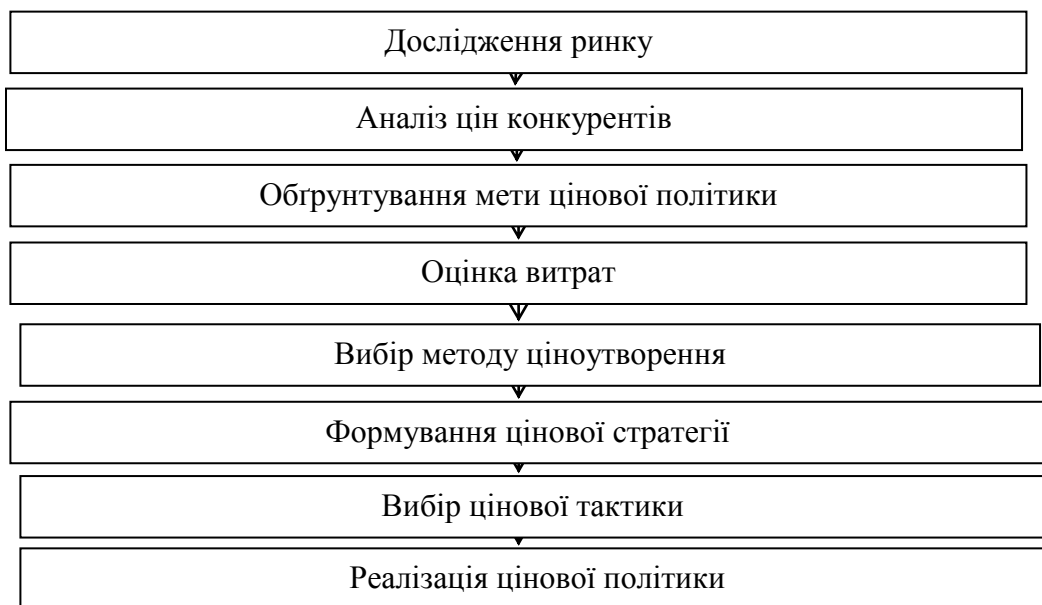 Дослідження ринку
Аналіз цін конкурентів
Обґрунтування мети цінової політики
Оцінка витрат
Вибір методу ціноутворення
Формування цінової стратегії
Вибір цінової тактики
Реалізація цінової політики